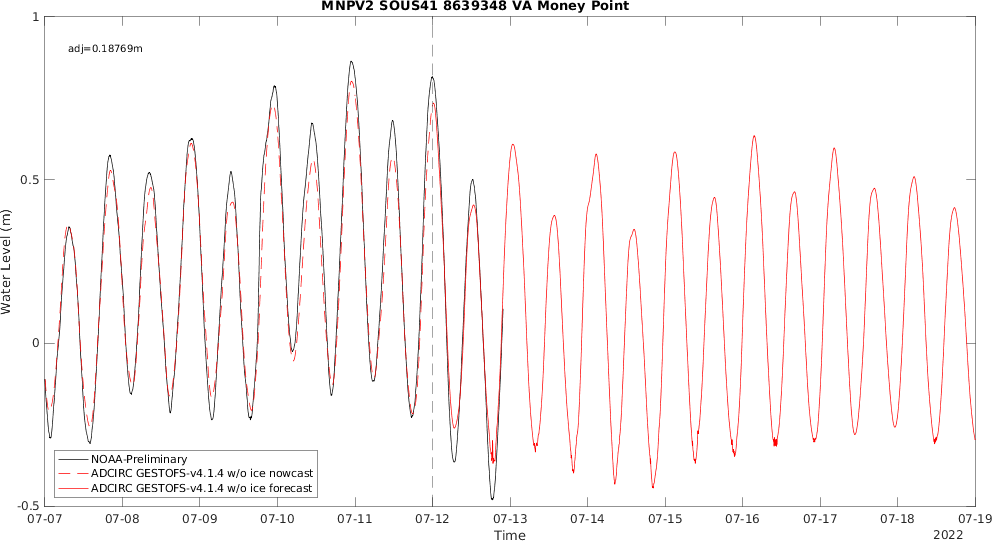 MNPV2 SOUS41 8639348 VA Money Point
adj=0.18769m
1
0.5
0
-0.5
Water Level (m)
NOAA-Preliminary
ADCIRC GESTOFS-v4.1.4 w/o ice nowcast
ADCIRC GESTOFS-v4.1.4 w/o ice forecast
07-07 07-08 07-09 07-10 07-11 07-12 07-13 07-14 07-15 07-16 07-17 07-18 07-19
Time
2022